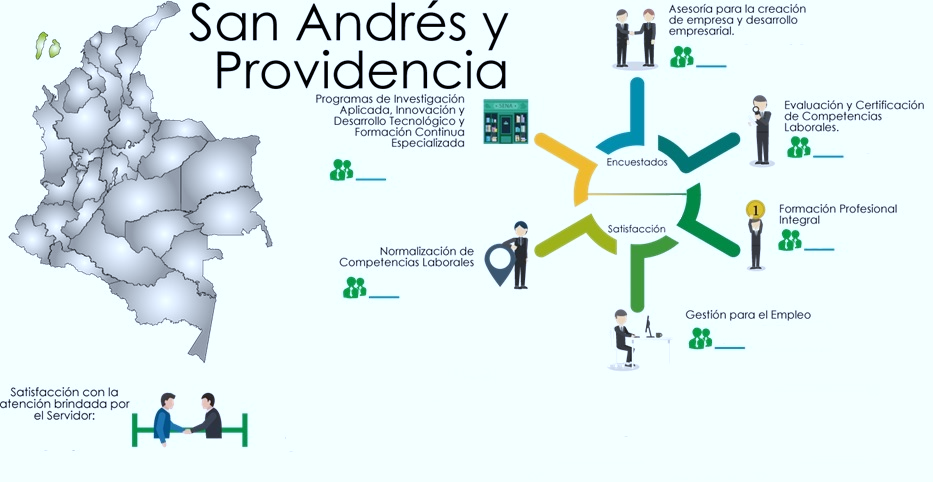 San Andrés y
Providencia
Programas de Investigación
Aplicada, Innovación y
Desarrollo Tecnológico y
Formación Continua
Especializada
SENA
Asesoría para la creación
de empresa y desarrollo
empresarial.
Evaluación y Certificación
de Competencias
Laborales.
Encuestados
Satisfacción
1
Formación Profesional
Integral
Normalización de
Competencias Laborales
Gestión para el Empleo
Satisfacción con la
atención brindada por
el Servidor: